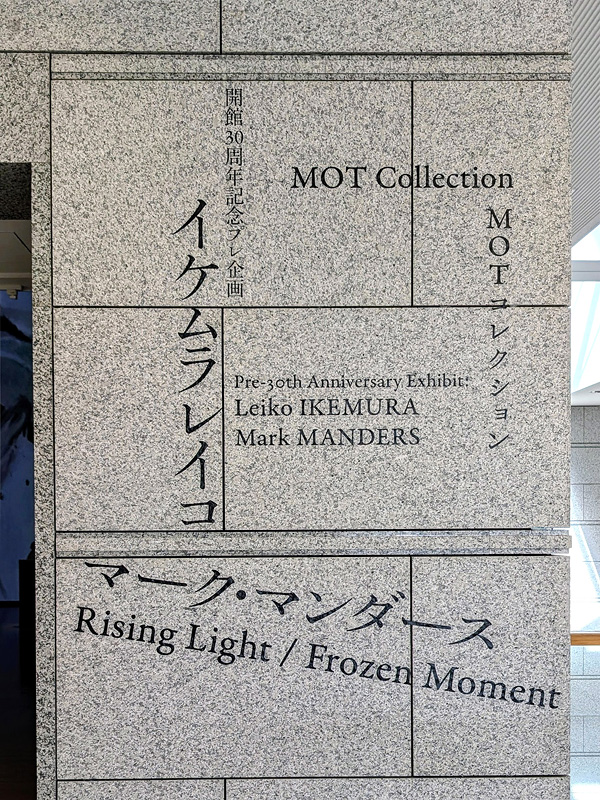 MOT Collection
MOTコレクション
開館30周年記念プレ企画
イケムラレイコ
Pre-30th Anniversary Exhibit:
Leiko IKEMURA
Mark MANDERS
マーク・マンダース
Rising Light / Frozen Moment